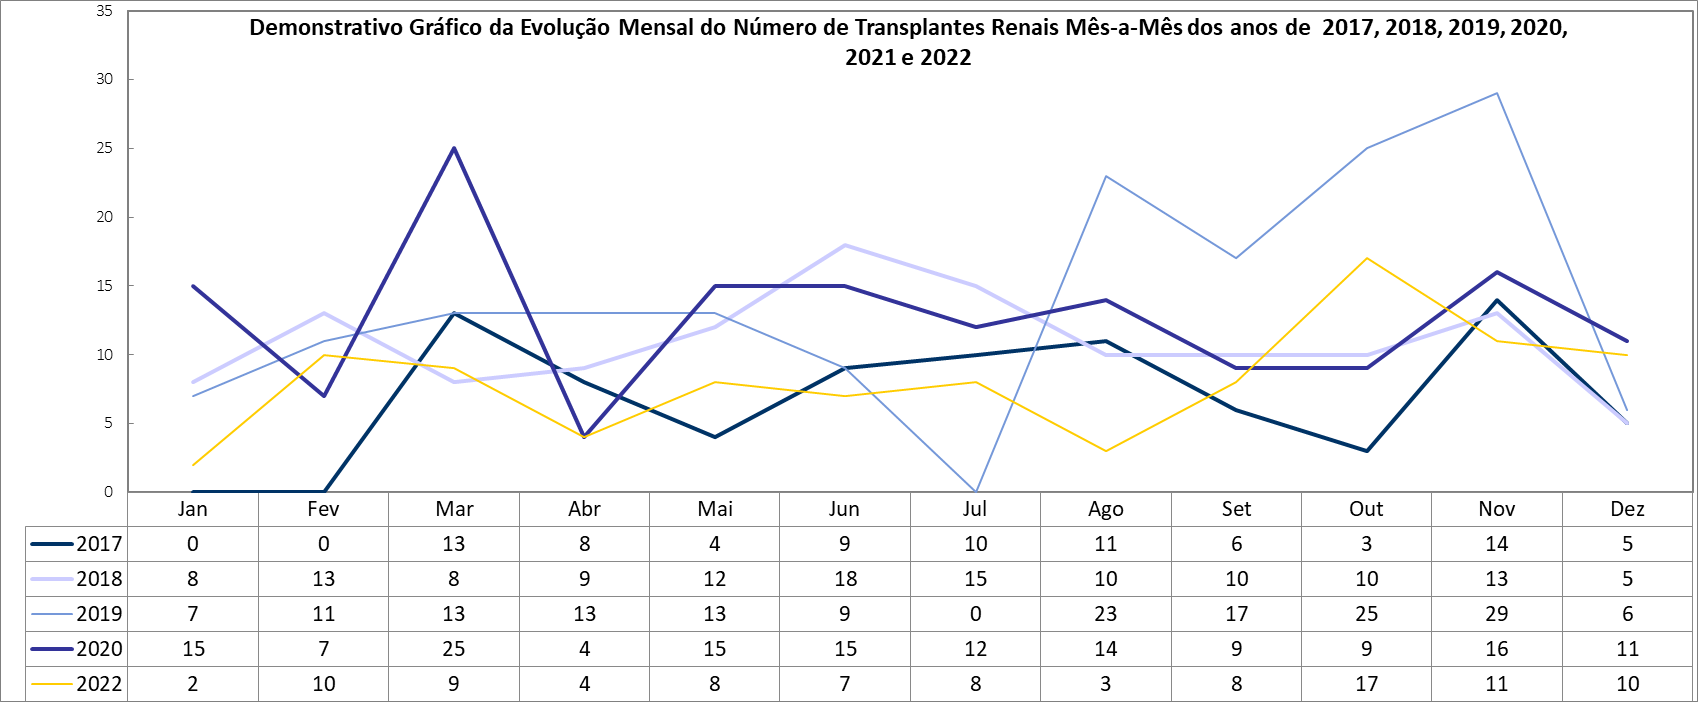 Demonstrativo Gráfico da Evolução Mensal do Número de Transplantes Renais Mês-a-Mês dos anos de 2017, 2018, 2019, 2020,
2021 e 2022
35
30
25
20
15
10
5
0
Jan Fev Mar Abr Mai Jun Jul Ago Set Out Nov Dez
2017 0 0 13 8 4 9 10 11 6 3 14 5
2018 8 13 8 9 12 18 15 10 10 10 13 5
2019 7 11 13 13 13 9 0 23 17 25 29 6
2020 15 7 25 4 15 15 12 14 9 9 16 11
2022 2 10 9 4 8 7 8 3 8 17 11 10